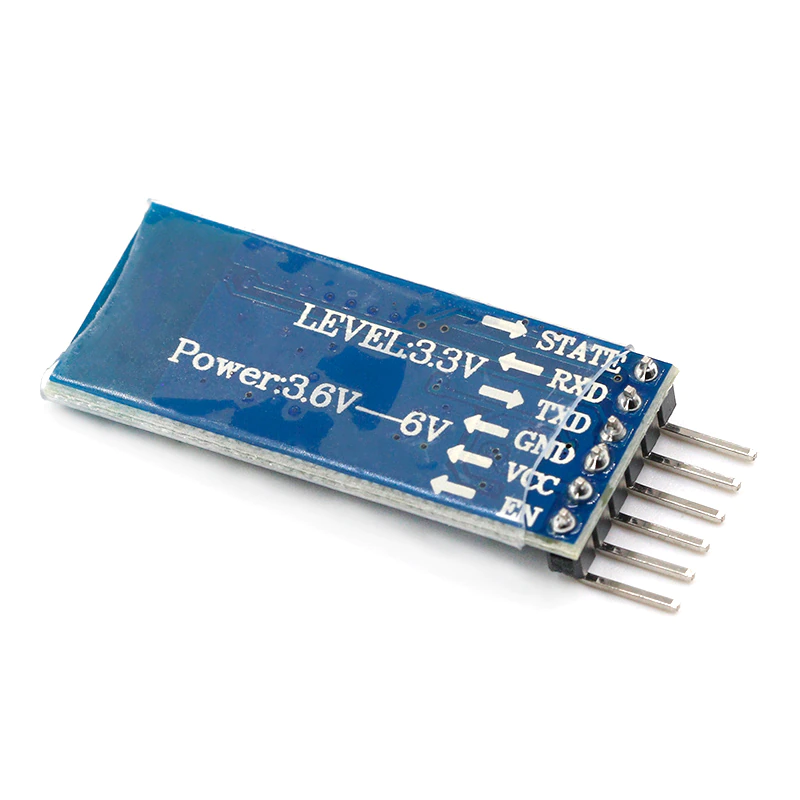 LEVEL:3.3V
Power:3.6V—6V
STATE
RXD
TXD
GND
VCC
EN